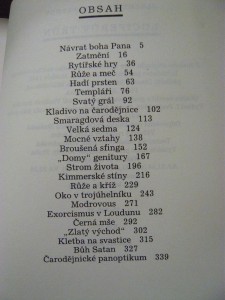 OBSAH
Návrat boha Pana 5
Zatmění 16
Rytířské hry 36
Růže a meč 54
Hadí prsten 63
Templáři 76
Svatý grál 92
Kladivo na čarodějnice 102
Smaragdová deska 113
Velká sedma 124
Mocné vztahy 138
Broušená sfinga 152
„Domy" genitury 167
Strom života 196
Kimmerské stíny 216
Růže a kříž 229
Oko v trojúhelníku 243
Modrovous 271
Exorcismus v Loudunu 282
Černá mše 292
„Zlatý východ" 302
Kletba na svastice 315
Bůh Satan 327
Čarodějnické panoptikum 339